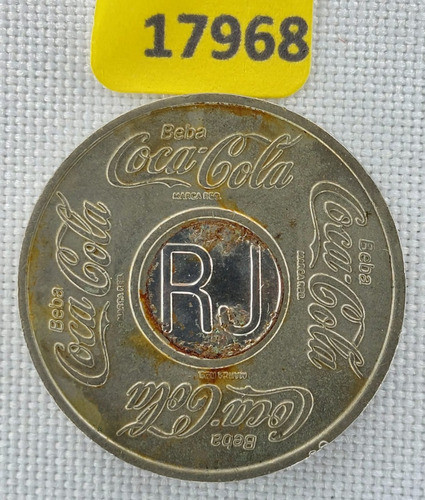 17968
Beba
Coca-Cola
MARCA REG.
Beba
Coca-Cola
MARCA REG.
RJ
Beba
Coca-Cola
MARCA REG.
Beba
Coca-Cola
MARCA REG.